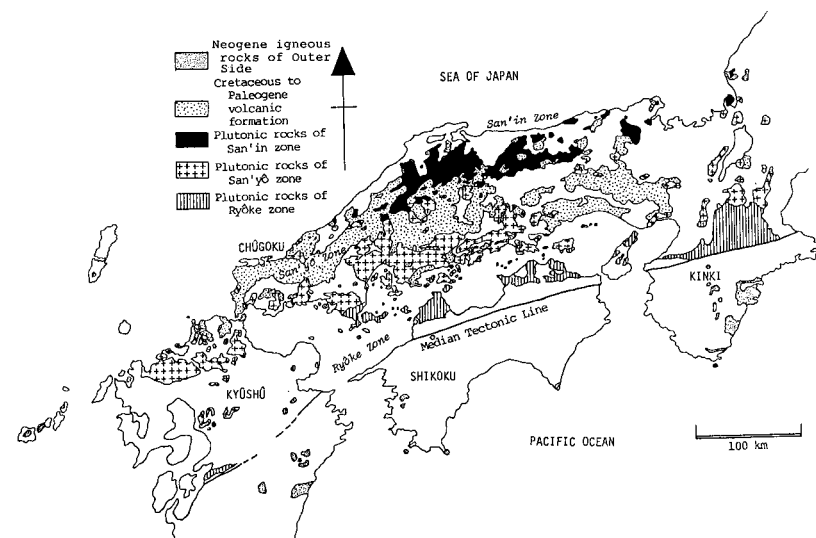 Neogene igneous
rocks of Outer
Side
Cretaceous to
Paleogene
volcanic
formation
Plutonic rocks of
San'in zone
Plutonic rocks of
San'yô zone
Plutonic rocks of
Ryôke zone
SEA OF JAPAN
San'in zone
CHÛGOKU
San'yô zone
KINKI
Median Tectonic Line
Ryôke zone
SHIKOKU
KYÛSHÛ
PACIFIC OCEAN
100 km